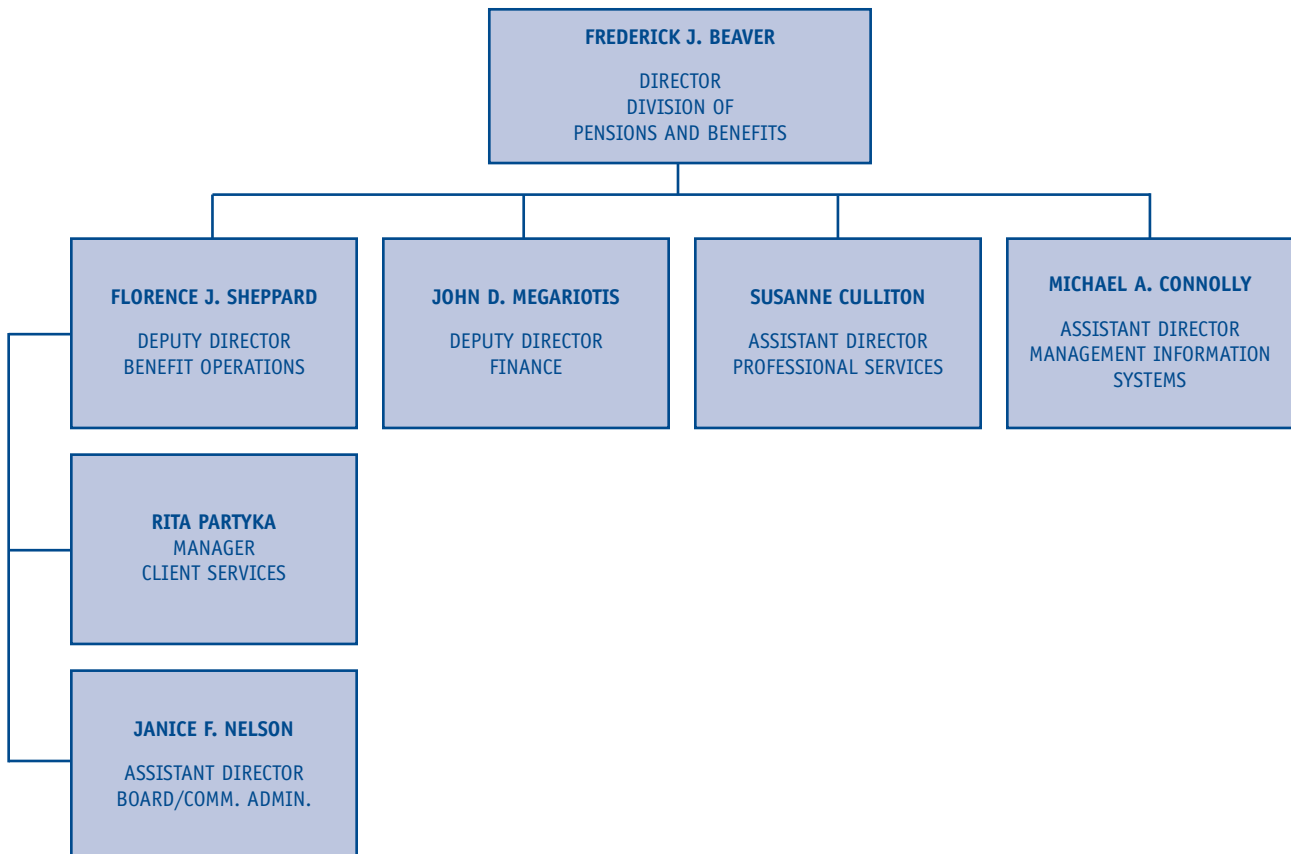 FREDERICK J. BEAVER
DIRECTOR
DIVISION OF
PENSIONS AND BENEFITS
FLORENCE J. SHEPPARD
DEPUTY DIRECTOR
BENEFIT OPERATIONS
JOHN D. MEGARIOTIS
DEPUTY DIRECTOR
FINANCE
SUSANNE CULLITON
ASSISTANT DIRECTOR
PROFESSIONAL SERVICES
MICHAEL A. CONNOLLY
ASSISTANT DIRECTOR
MANAGEMENT INFORMATION
SYSTEMS
RITA PARTYKA
MANAGER
CLIENT SERVICES
JANICE F. NELSON
ASSISTANT DIRECTOR
BOARD/COMM. ADMIN.